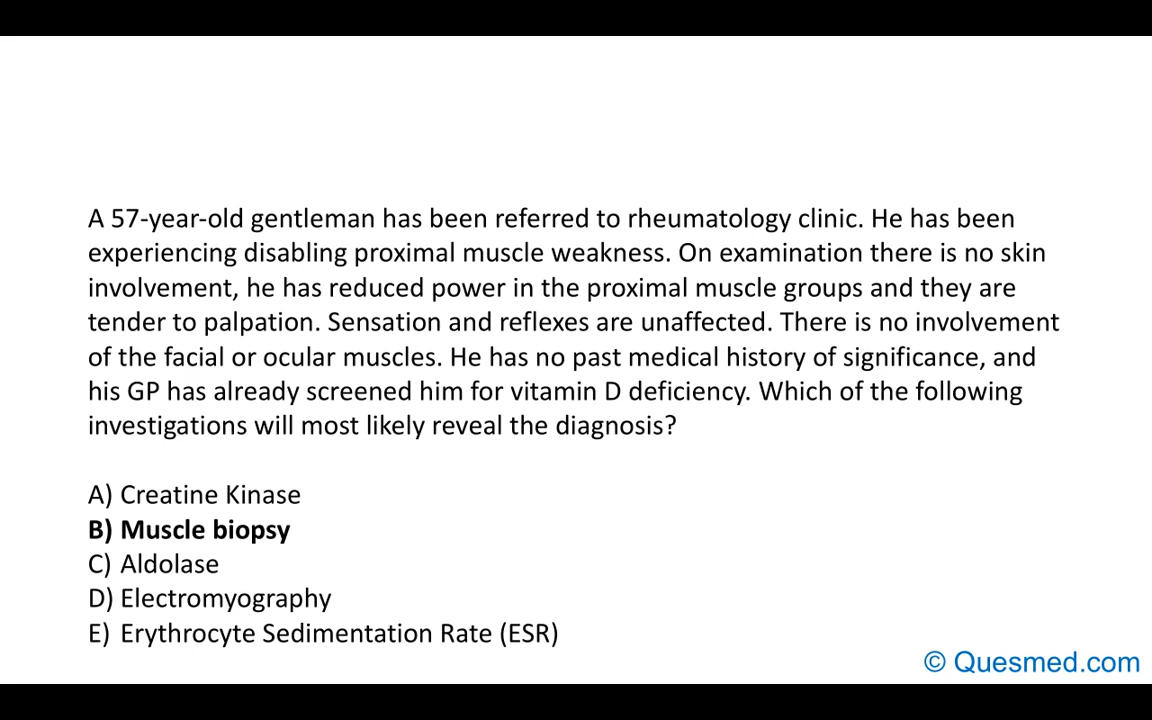 A 57-year-old gentleman has been referred to rheumatology clinic. He has been
experiencing disabling proximal muscle weakness. On examination there is no skin
involvement, he has reduced power in the proximal muscle groups and they are
tender to palpation. Sensation and reflexes are unaffected. There is no involvement
of the facial or ocular muscles. He has no past medical history of significance, and
his GP has already screened him for vitamin D deficiency. Which of the following
investigations will most likely reveal the diagnosis?
A) Creatine Kinase
B) Muscle biopsy
C) Aldolase
D) Electromyography
E) Erythrocyte Sedimentation Rate (ESR)
© Quesmed.com